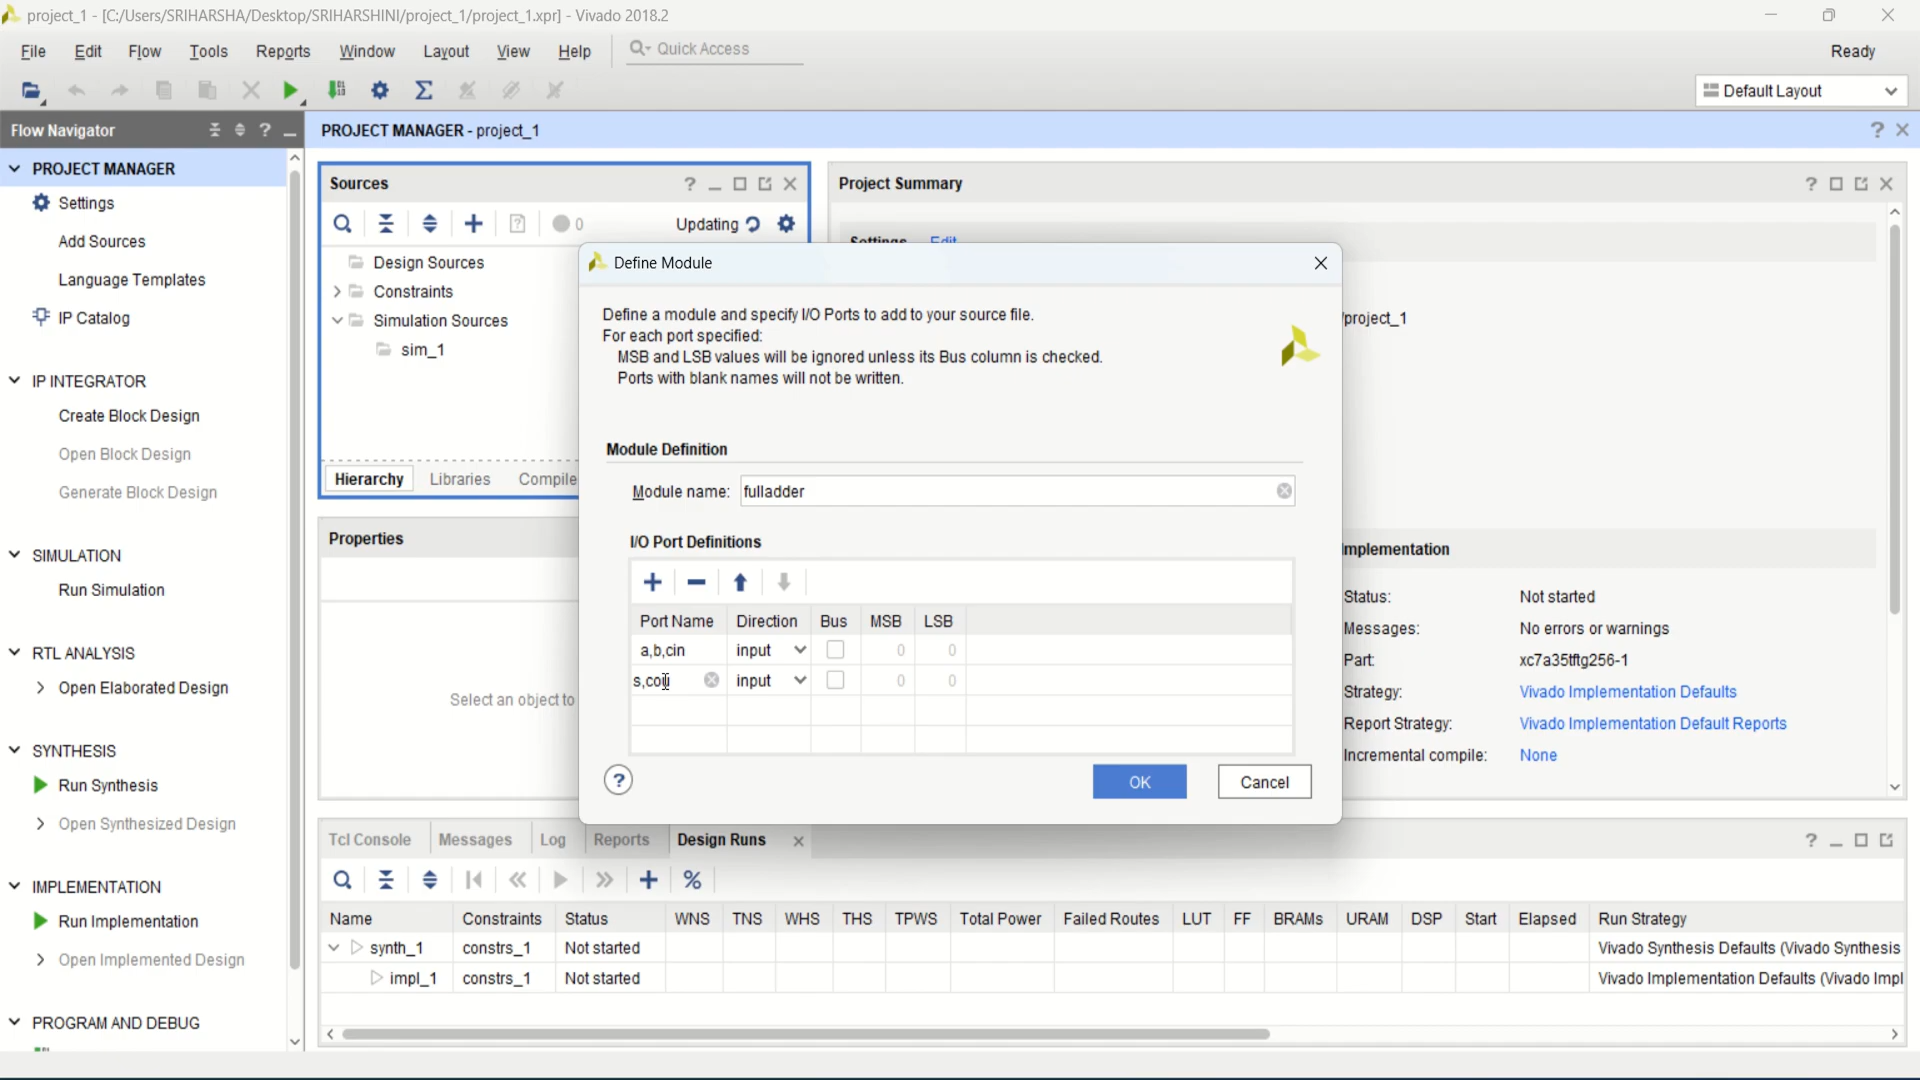 project_1 - [C:/Users/SRIHARSHA/Desktop/SRIHARSHINI/project_1/project_1.xpr] - Vivado 2018.2
File Edit Flow Tools Reports Window Layout View Help Quick Access Ready
Default Layout
Flow Navigator
PROJECT MANAGER
Settings
Add Sources
Language Templates
IP Catalog
IP INTEGRATOR
Create Block Design
Open Block Design
Generate Block Design
SIMULATION
Run Simulation
RTL ANALYSIS
Open Elaborated Design
SYNTHESIS
Run Synthesis
Open Synthesized Design
IMPLEMENTATION
Run Implementation
Open Implemented Design
PROGRAM AND DEBUG
PROJECT MANAGER - project_1
Sources
0 Updating
Design Sources
Constraints
Simulation Sources
sim_1
Hierarchy Libraries Compile
Properties
Select an object to
Project Summary
Settings Edit
project_1
Implementation
Status: Not started
Messages: No errors or warnings
Part: xc7a35tftg256-1
Strategy: Vivado Implementation Defaults
Report Strategy: Vivado Implementation Default Reports
Incremental compile: None
Define Module
Define a module and specify I/O Ports to add to your source file.
For each port specified:
MSB and LSB values will be ignored unless its Bus column is checked.
Ports with blank names will not be written.
Module Definition
Module name: fulladder
I/O Port Definitions
Port Name Direction Bus MSB LSB
a,b,cin input 0 0
s,cou input 0 0
? OK Cancel
Tcl Console Messages Log Reports Design Runs
Name Constraints Status WNS TNS WHS THS TPWS Total Power Failed Routes LUT FF BRAMs URAM DSP Start Elapsed Run Strategy
synth_1 constrs_1 Not started Vivado Synthesis Defaults (Vivado Synthesis
impl_1 constrs_1 Not started Vivado Implementation Defaults (Vivado Impl